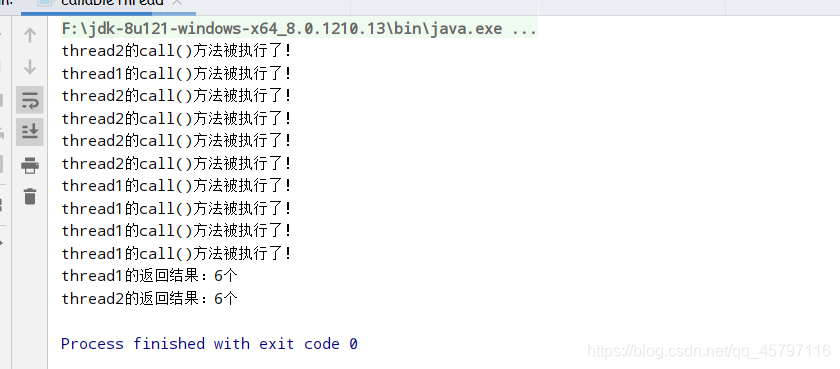 callableThread
F:\jdk-8u121-windows-x64_8.0.1210.13\bin\java.exe ...
thread2的call()方法被执行了!
thread1的call()方法被执行了!
thread2的call()方法被执行了!
thread2的call()方法被执行了!
thread2的call()方法被执行了!
thread2的call()方法被执行了!
thread1的call()方法被执行了!
thread1的call()方法被执行了!
thread1的call()方法被执行了!
thread1的call()方法被执行了!
thread1的返回结果：6个
thread2的返回结果：6个
Process finished with exit code 0
https://blog.csdn.net/qq_45797116